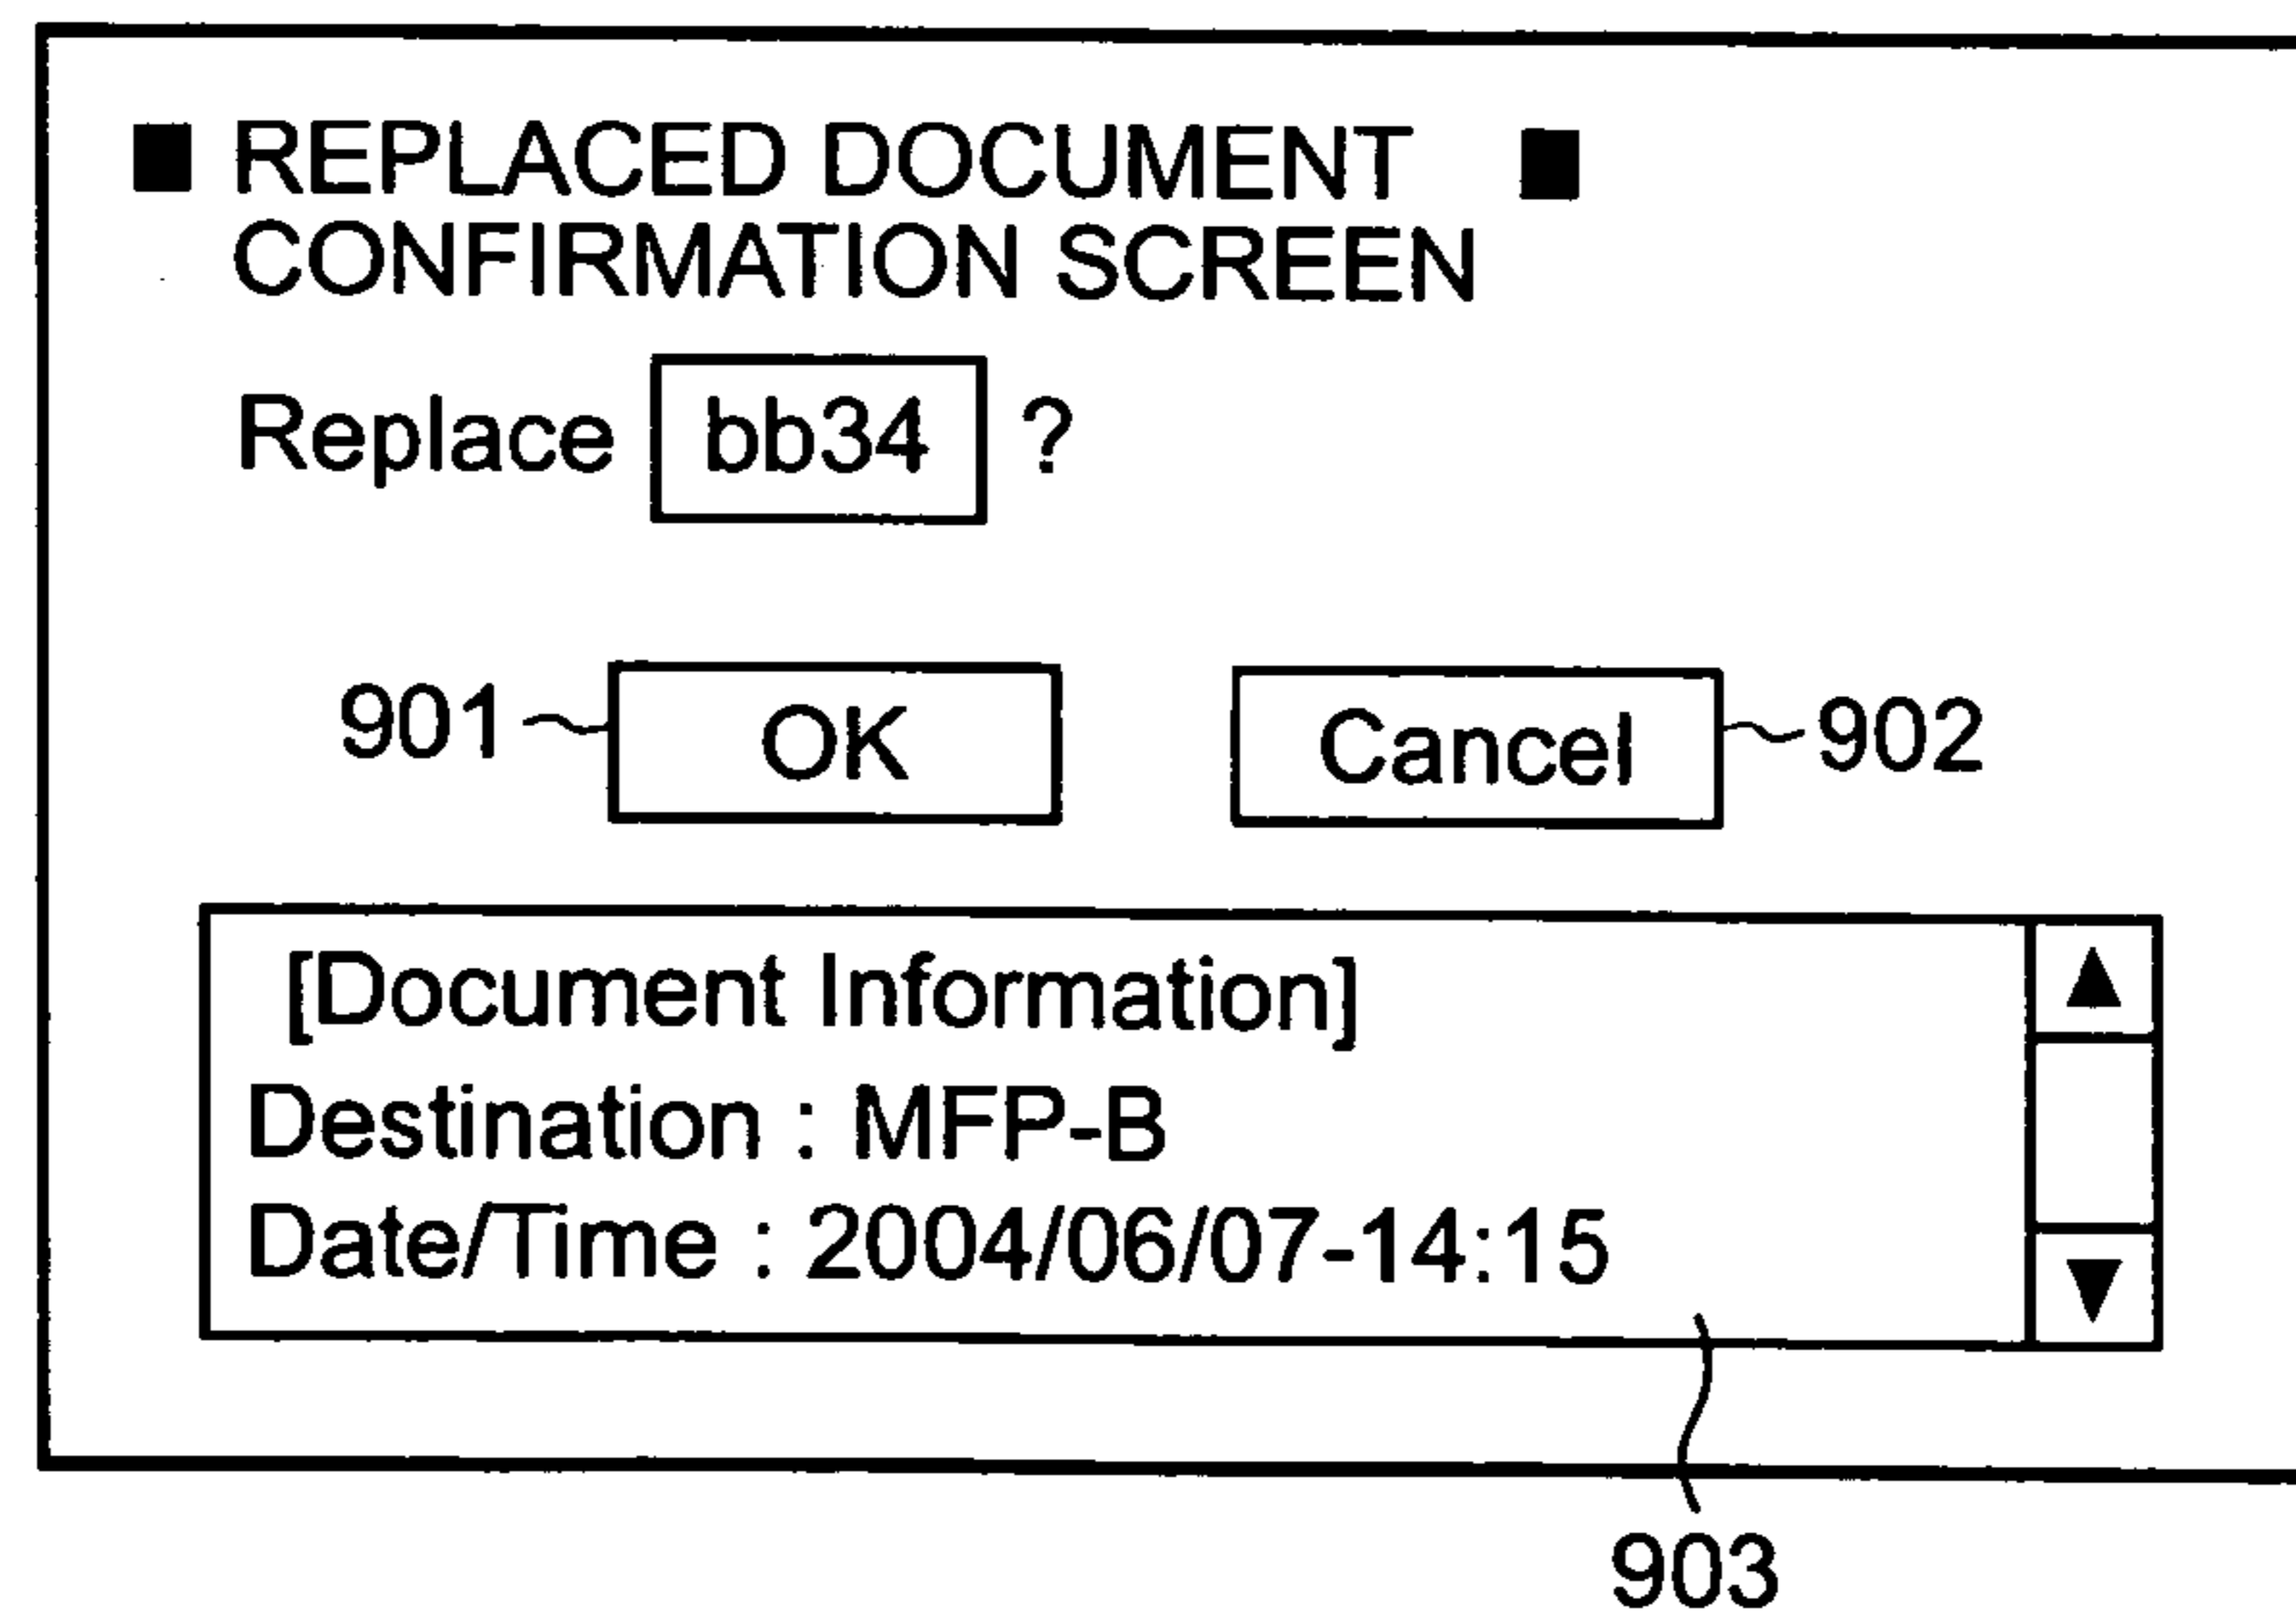 ■ REPLACED DOCUMENT ■
CONFIRMATION SCREEN
Replace bb34 ?
901 OK Cancel 902
[Document Information]
Destination : MFP-B
Date/Time : 2004/06/07-14:15
903